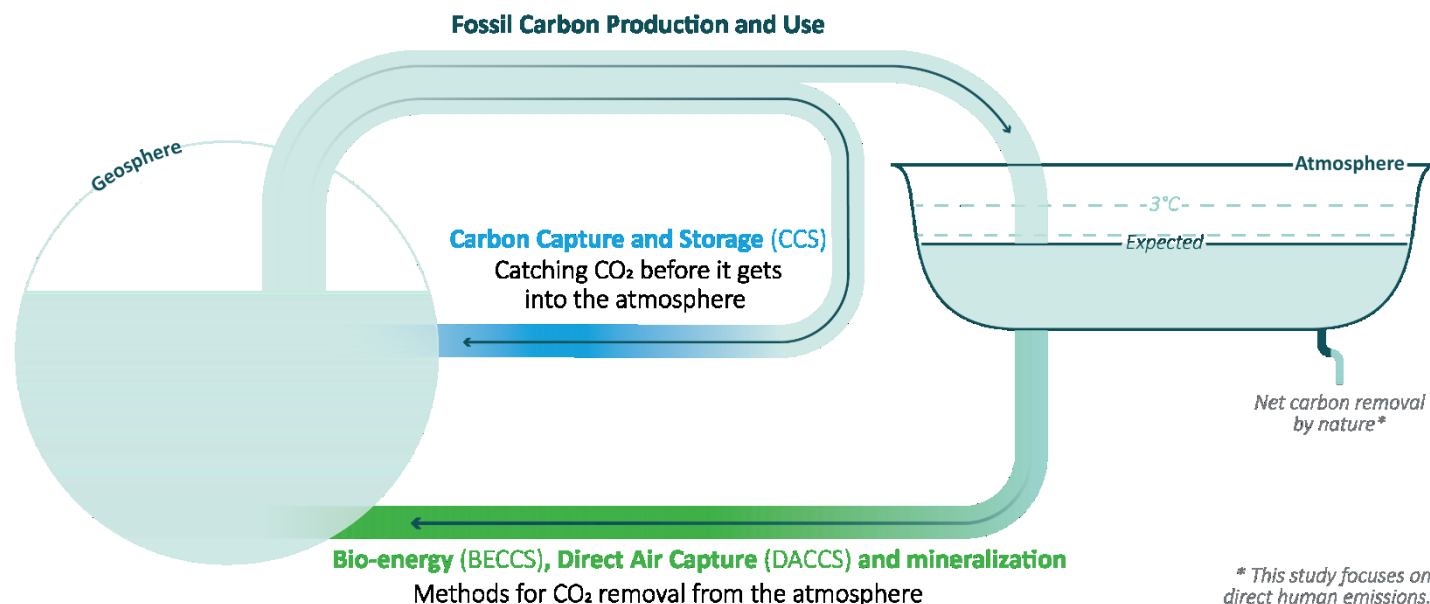 Fossil Carbon Production and Use
Geosphere
Atmosphere
3°C
Expected
Carbon Capture and Storage (CCS)
Catching CO₂ before it gets
into the atmosphere
Net carbon removal
by nature*
Bio-energy (BECCS), Direct Air Capture (DACCS) and mineralization
Methods for CO₂ removal from the atmosphere
* This study focuses on
direct human emissions.